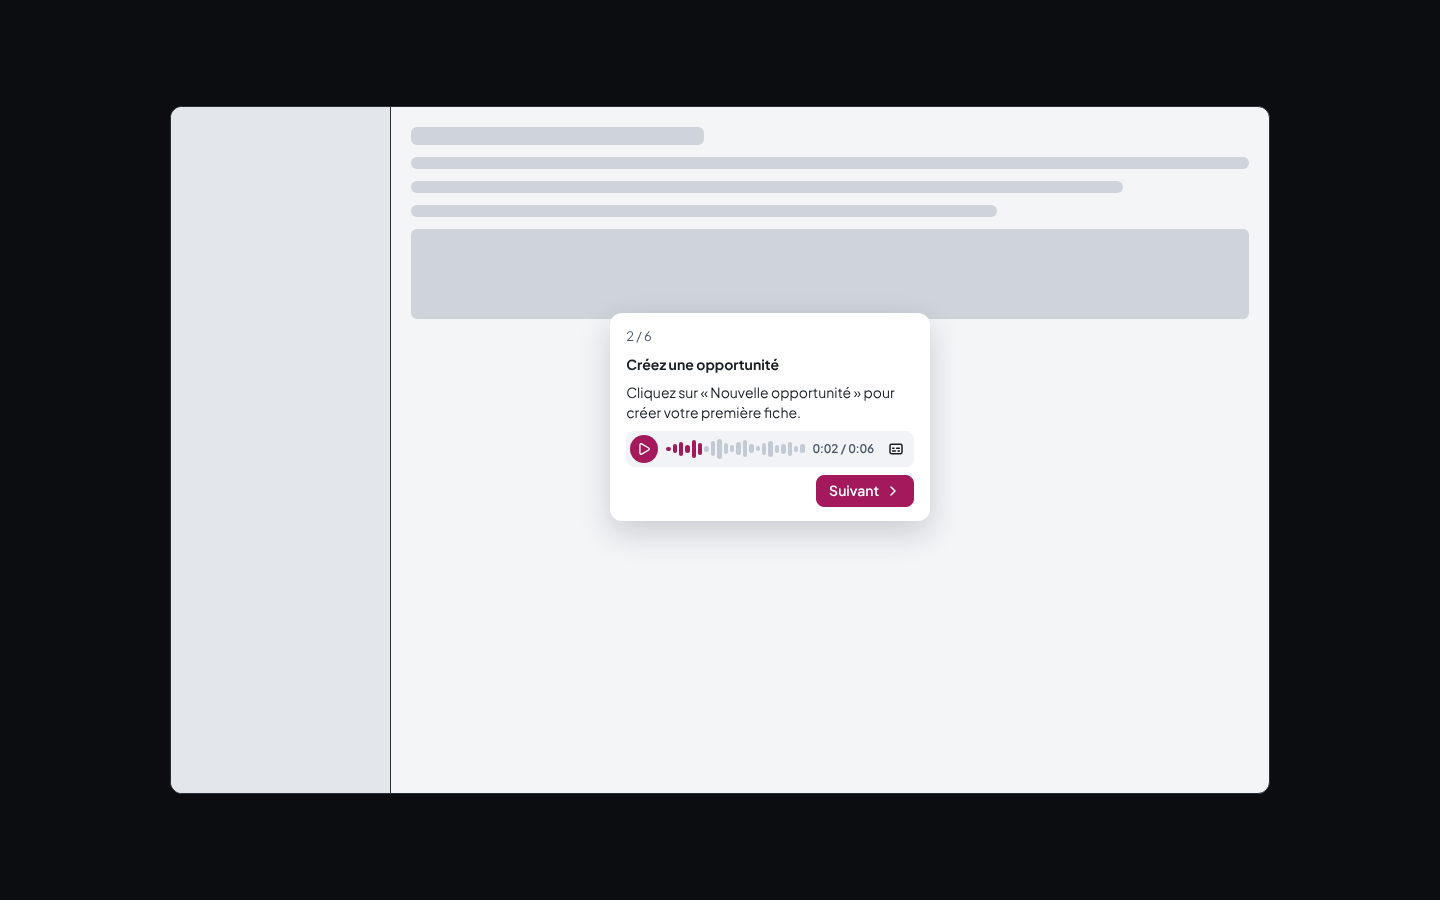 2 / 6
Créez une opportunité
Cliquez sur « Nouvelle opportunité » pour
créer votre première fiche.
0:02 / 0:06
Suivant